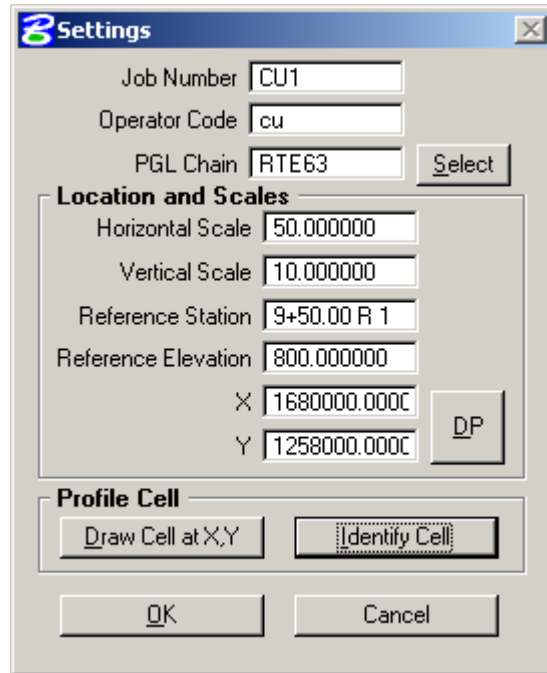 Settings
Job Number CU1
Operator Code cu
PGL Chain RTE63 Select
Location and Scales
Horizontal Scale 50.000000
Vertical Scale 10.000000
Reference Station 9+50.00 R 1
Reference Elevation 800.000000
X 1680000.000C
Y 1258000.000C
DP
Profile Cell
Draw Cell at X,Y Identify Cell
OK Cancel